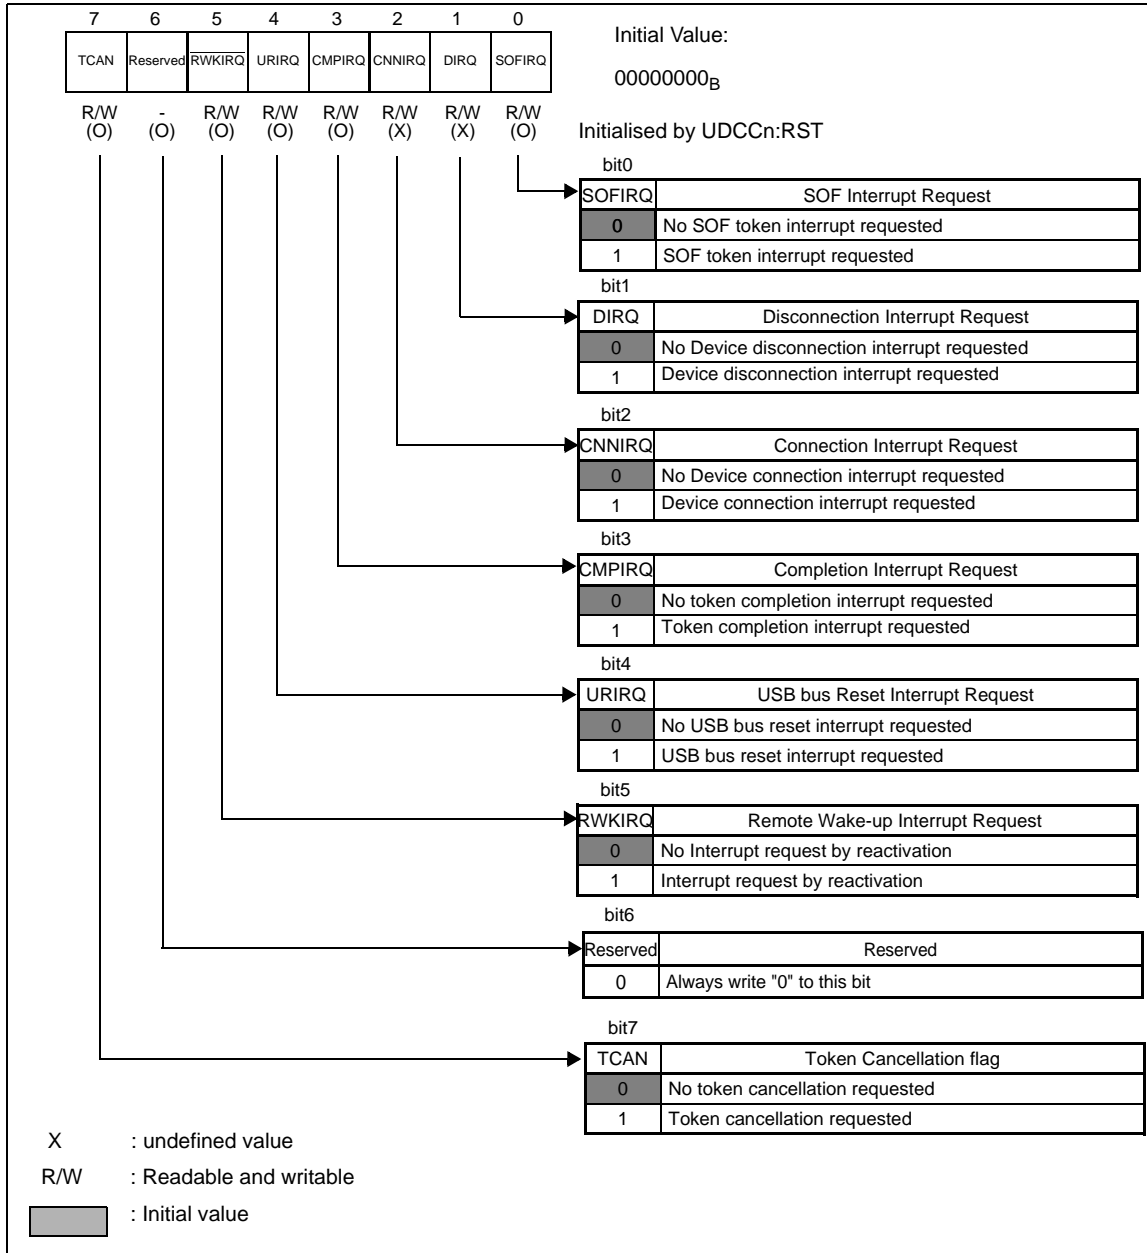 7 6 5 4 3 2 1 0
TCAN Reserved RWKIRQ URIRQ CMPIRQ CNNIRQ DIRQ SOFIRQ
R/W - R/W R/W R/W R/W R/W R/W
(O) (O) (O) (O) (O) (X) (X) (O)
Initial Value:
00000000B
Initialised by UDCCn:RST
bit0
SOFIRQ SOF Interrupt Request
0 No SOF token interrupt requested
1 SOF token interrupt requested
bit1
DIRQ Disconnection Interrupt Request
0 No Device disconnection interrupt requested
1 Device disconnection interrupt requested
bit2
CNNIRQ Connection Interrupt Request
0 No Device connection interrupt requested
1 Device connection interrupt requested
bit3
CMPIRQ Completion Interrupt Request
0 No token completion interrupt requested
1 Token completion interrupt requested
bit4
URIRQ USB bus Reset Interrupt Request
0 No USB bus reset interrupt requested
1 USB bus reset interrupt requested
bit5
RWKIRQ Remote Wake-up Interrupt Request
0 No Interrupt request by reactivation
1 Interrupt request by reactivation
bit6
Reserved Reserved
0 Always write "0" to this bit
bit7
TCAN Token Cancellation flag
0 No token cancellation requested
1 Token cancellation requested
X : undefined value
R/W : Readable and writable
: Initial value